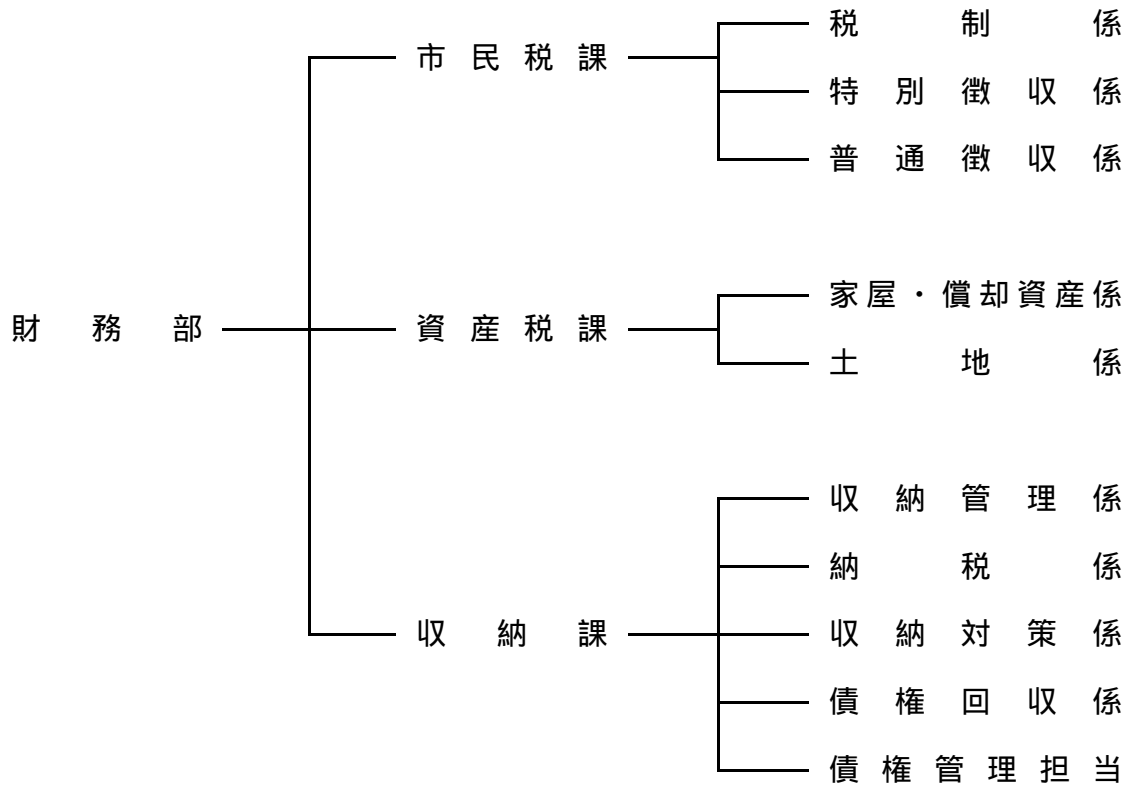 財務部
市民税課
税制係
特別徴収係
普通徴収係
資産税課
家屋・償却資産係
土地係
収納課
収納管理係
納税係
収納対策係
債権回収係
債権管理担当